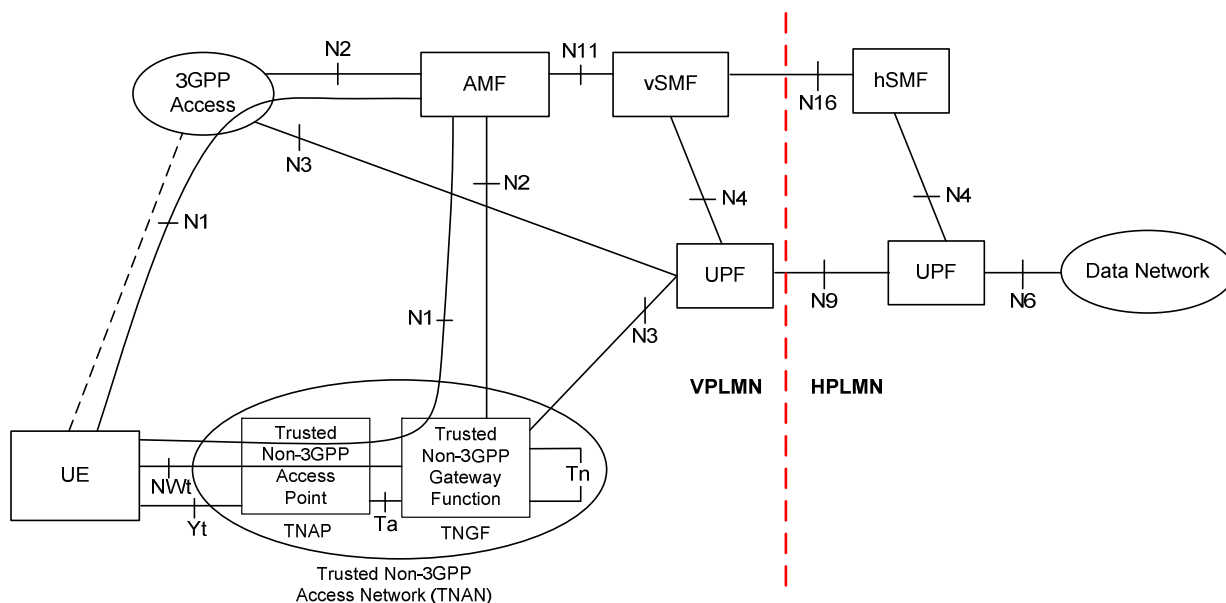 N2
N11
3GPP
Access
AMF
vSMF
hSMF
N16
N3
N2
N1
N4
N4
UPF
UPF
Data Network
N9
N6
N1
N3
VPLMN
HPLMN
UE
Trusted
Non-3GPP
Access
Point
Trusted
Non-3GPP
Gateway
Function
Tn
NWt
Yt
Ta
TNAP
TNGF
Trusted Non-3GPP
Access Network (TNAN)